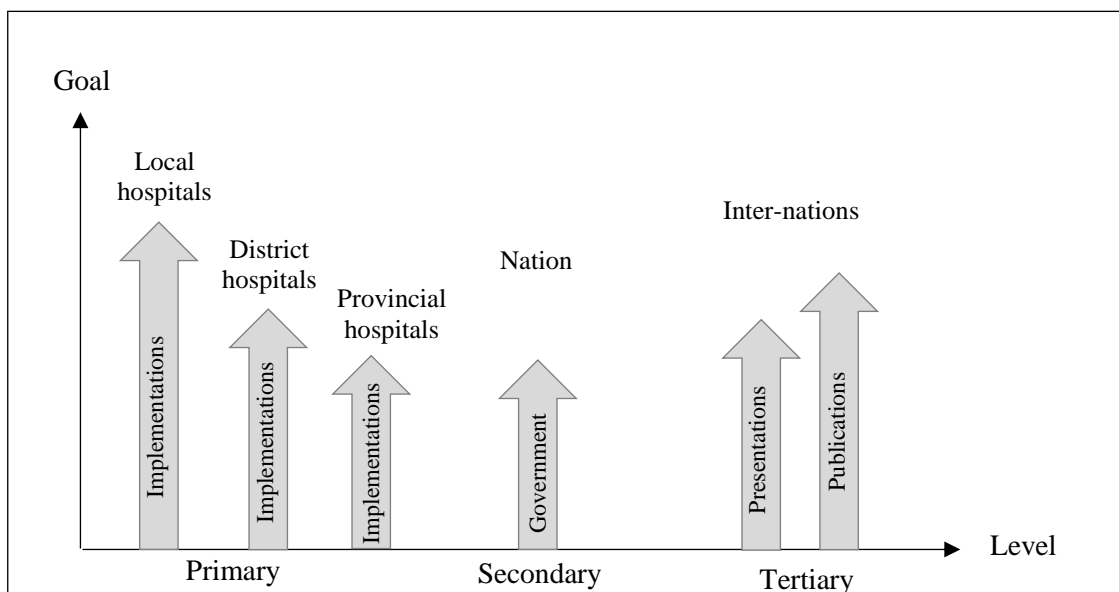 Goal
Local
hospitals
District
hospitals
Provincial
hospitals
Nation
Inter-nations
Implementations
Implementations
Implementations
Government
Presentations
Publications
Level
Primary
Secondary
Tertiary